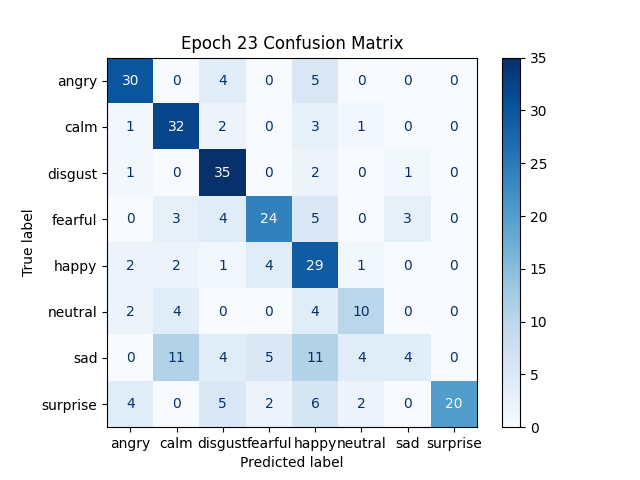 Epoch 23 Confusion Matrix
True label
angry 30 0 4 0 5 0 0 0
calm 1 32 2 0 3 1 0 0
disgust 1 0 35 0 2 0 1 0
fearful 0 3 4 24 5 0 3 0
happy 2 2 1 4 29 1 0 0
neutral 2 4 0 0 4 10 0 0
sad 0 11 4 5 11 4 4 0
surprise 4 0 5 2 6 2 0 20
angry calm disgust fearful happy neutral sad surprise
Predicted label
35
30
25
20
15
10
5
0